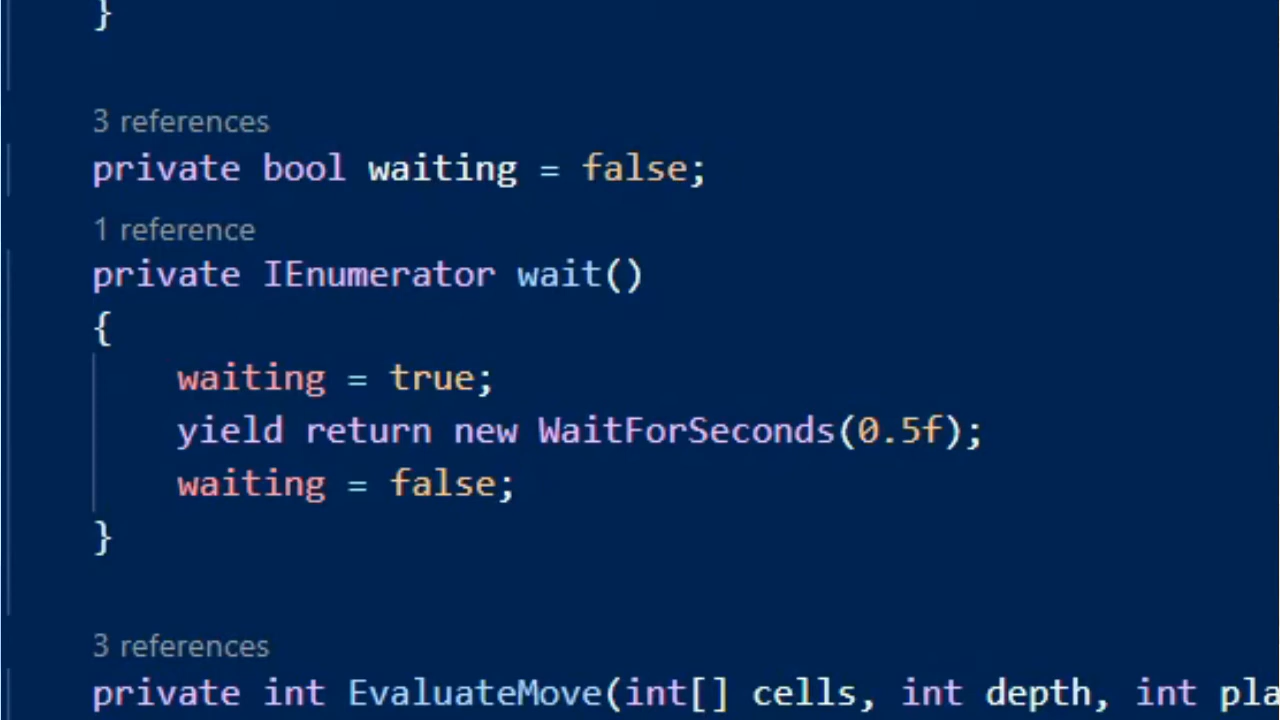 }
3 references
private bool waiting = false;
1 reference
private IEnumerator wait()
{
waiting = true;
yield return new WaitForSeconds(0.5f);
waiting = false;
}
3 references
private int EvaluateMove(int[] cells, int depth, int